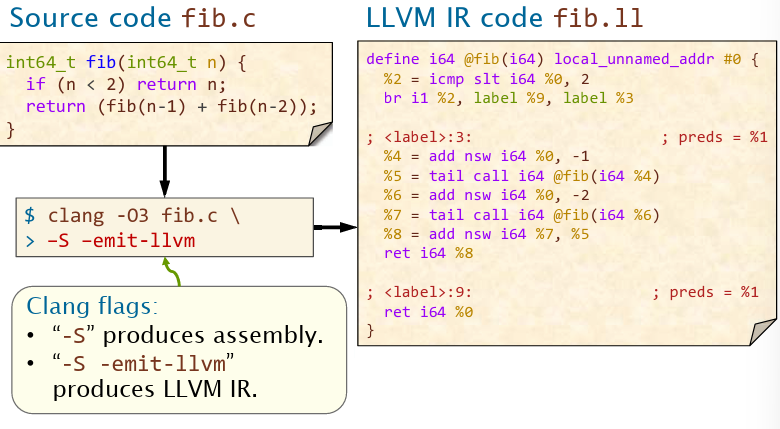 Source code fib.c
int64_t fib(int64_t n) {
  if (n < 2) return n;
  return (fib(n-1) + fib(n-2));
}
$ clang -O3 fib.c \
> –S –emit-llvm
Clang flags:
• “-S” produces assembly.
• “-S -emit-llvm”
produces LLVM IR.
LLVM IR code fib.ll
define i64 @fib(i64) local_unnamed_addr #0 {
  %2 = icmp slt i64 %0, 2
  br i1 %2, label %9, label %3
; <label>:3:                    ; preds = %1
  %4 = add nsw i64 %0, -1
  %5 = tail call i64 @fib(i64 %4)
  %6 = add nsw i64 %0, -2
  %7 = tail call i64 @fib(i64 %6)
  %8 = add nsw i64 %7, %5
  ret i64 %8
; <label>:9:                   ; preds = %1
  ret i64 %0
}